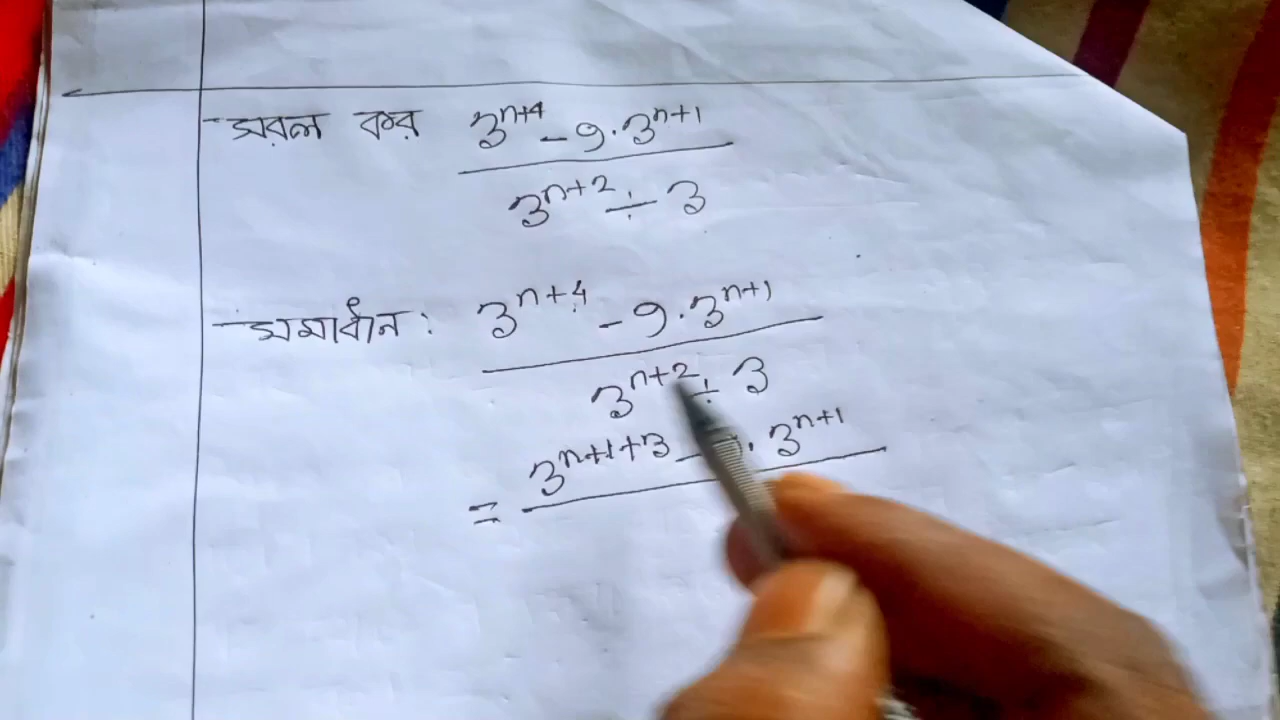 সরল কর 3^{n+4} - 9·3^{n+1}
3^{n+2} ÷ 3
সমাধান : 3^{n+4} - 9·3^{n+1}
3^{n+2} ÷ 3
= 3^{n+1+3} - · 3^{n+1}